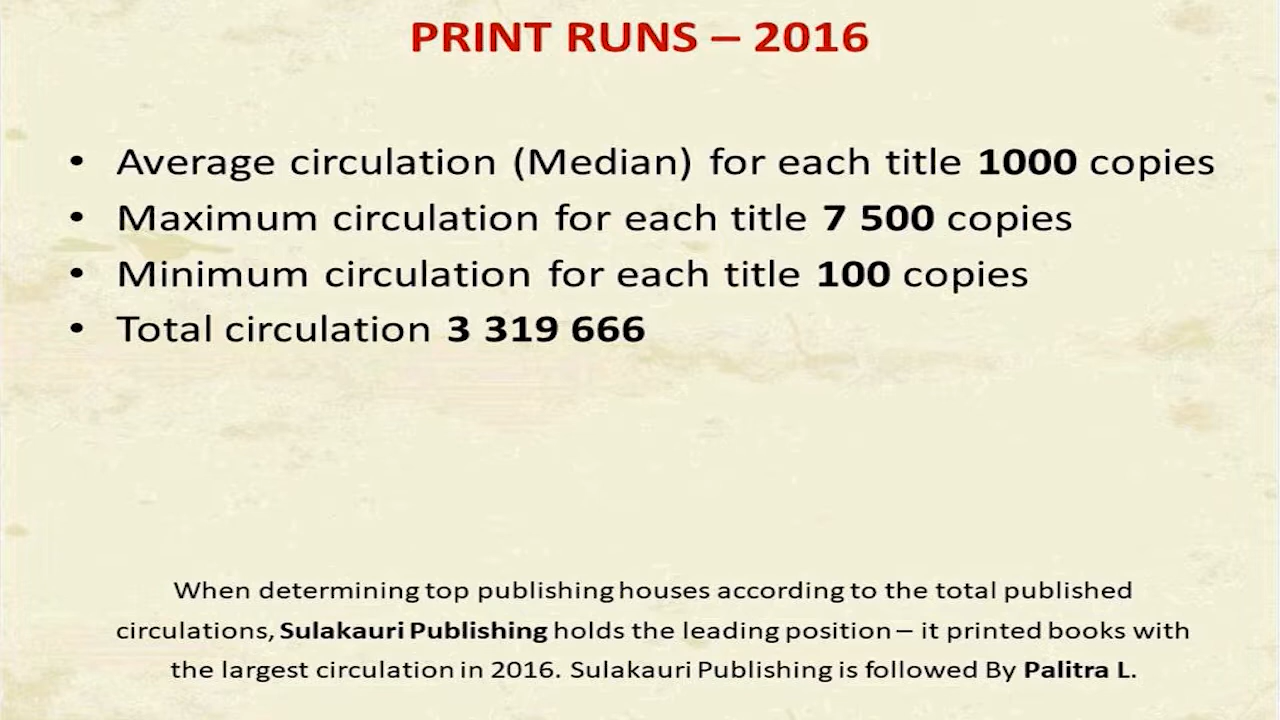 PRINT RUNS – 2016
• Average circulation (Median) for each title 1000 copies
• Maximum circulation for each title 7 500 copies
• Minimum circulation for each title 100 copies
• Total circulation 3 319 666
When determining top publishing houses according to the total published
circulations, Sulakauri Publishing holds the leading position – it printed books with
the largest circulation in 2016. Sulakauri Publishing is followed By Palitra L.